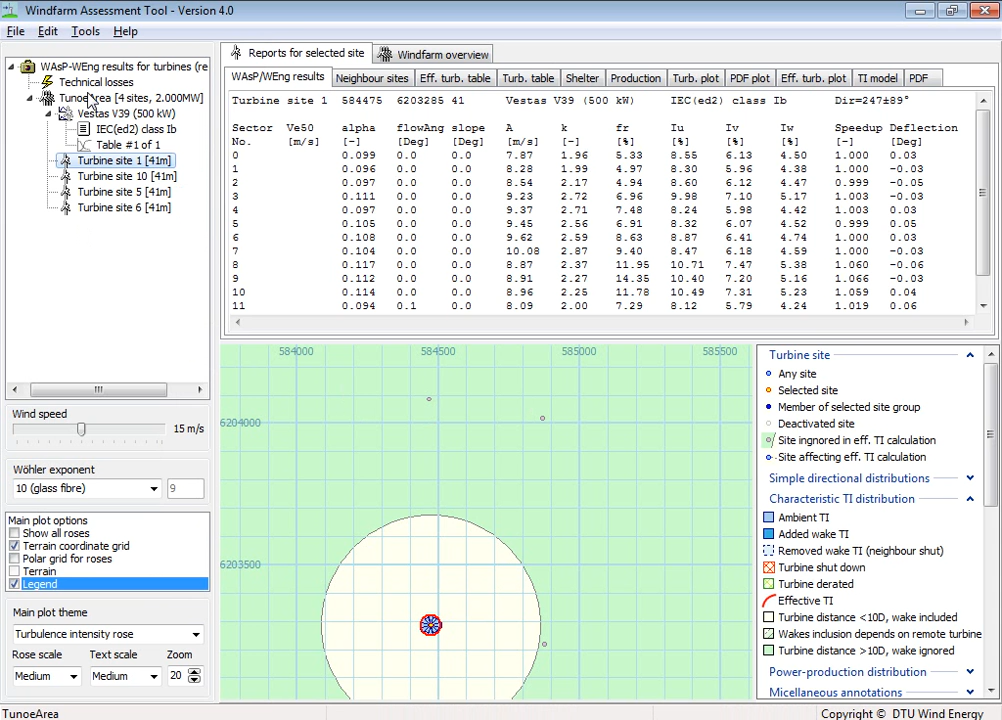 Windfarm Assessment Tool - Version 4.0
File Edit Tools Help
WAsP-WEng results for turbines (re
Technical losses
TunoeArea [4 sites, 2.000MW]
Vestas V39 (500 kW)
IEC(ed2) class Ib
Table #1 of 1
Turbine site 1 [41m]
Turbine site 10 [41m]
Turbine site 5 [41m]
Turbine site 6 [41m]
Wind speed
15 m/s
Wöhler exponent
10 (glass fibre) 9
Main plot options
Show all roses
Terrain coordinate grid
Polar grid for roses
Terrain
Legend
Main plot theme
Turbulence intensity rose
Rose scale Text scale Zoom
Medium Medium 20
Reports for selected site Windfarm overview
WAsP/WEng results Neighbour sites Eff. turb. table Turb. table Shelter Production Turb. plot PDF plot Eff. turb. plot TI model PDF
Turbine site 1 584475 6203285 41 Vestas V39 (500 kW) IEC(ed2) class Ib Dir=247±89°
Sector Ve50 alpha flowAng slope A k fr Iu Iv Iw Speedup Deflection
No. [m/s] [-] [Deg] [Deg] [m/s] [-] [%] [%] [%] [%] [-] [Deg]
0 0.099 0.0 0.0 7.87 1.96 5.33 8.55 6.13 4.50 1.000 0.03
1 0.096 0.0 0.0 8.28 1.99 4.97 8.30 5.96 4.38 1.000 -0.03
2 0.097 0.0 0.0 8.54 2.17 4.94 8.60 6.12 4.47 0.999 -0.05
3 0.111 0.0 0.0 9.23 2.72 6.96 9.98 7.10 5.17 1.003 -0.03
4 0.097 0.0 0.0 9.37 2.71 7.48 8.24 5.98 4.42 1.003 0.03
5 0.105 0.0 0.0 9.45 2.56 6.91 8.32 6.07 4.52 0.999 0.05
6 0.108 0.0 0.0 9.62 2.59 8.63 8.87 6.41 4.74 1.000 0.03
7 0.104 0.0 0.0 10.08 2.87 9.40 8.47 6.18 4.59 1.000 -0.03
8 0.117 0.0 0.0 8.87 2.37 11.95 10.71 7.47 5.38 1.060 -0.06
9 0.112 0.0 0.0 8.91 2.27 14.35 10.40 7.20 5.16 1.066 -0.03
10 0.114 0.0 0.0 8.96 2.25 11.78 10.49 7.31 5.23 1.059 0.04
11 0.094 0.1 0.0 8.09 2.00 7.29 8.12 5.79 4.24 1.043 0.06
584000 584500 585000 585500
6204000
6203500
Turbine site
Any site
Selected site
Member of selected site group
Deactivated site
Site ingnored in eff. TI calculation
Site affecting eff. TI calculation
Simple directional distributions
Characteristic TI distribution
Ambient TI
Added wake TI
Removed wake TI (neighbour shut)
Turbine shut down
Turbine derated
Effective TI
Turbine distance <10D, wake included
Wakes inclusion depends on remote turbine
Turbine distance >10D, wake ignored
Power-production distribution
Miscellaneous annotations
TunoeArea
Copyright © DTU Wind Energy